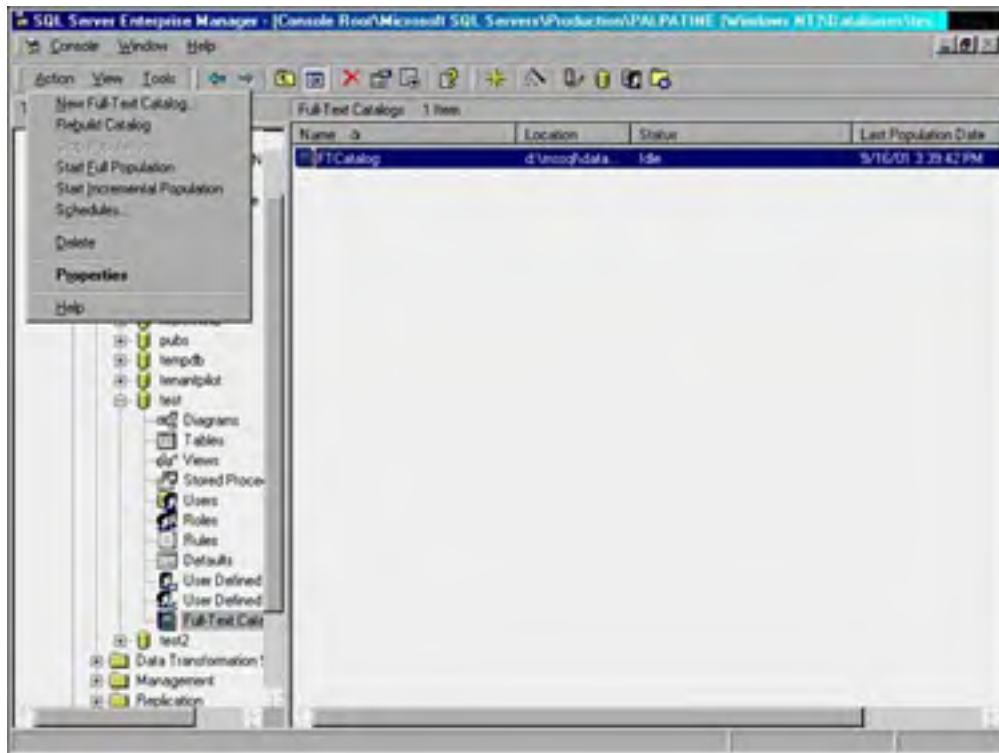 SQL Server Enterprise Manager - [Console Root\Microsoft SQL Servers\Production\PALPATINE (Windows NT)\Databases\tes
Console Window Help
Action View Tools
New Full-Text Catalog...
Rebuild Catalog
Start Full Population
Start Incremental Population
Schedules...
Delete
Properties
Help
Full-Text Catalogs 1 Item
Name Location Status Last Population Date
FTCatalog d:\mssql\data... Idle 9/16/01 3:39:42 PM
pubs
tempdb
tenantpilot
test
Diagrams
Tables
Views
Stored Proce
Users
Roles
Rules
Defaults
User Defined
User Defined
Full-Text Cata
test2
Data Transformation S
Management
Replication